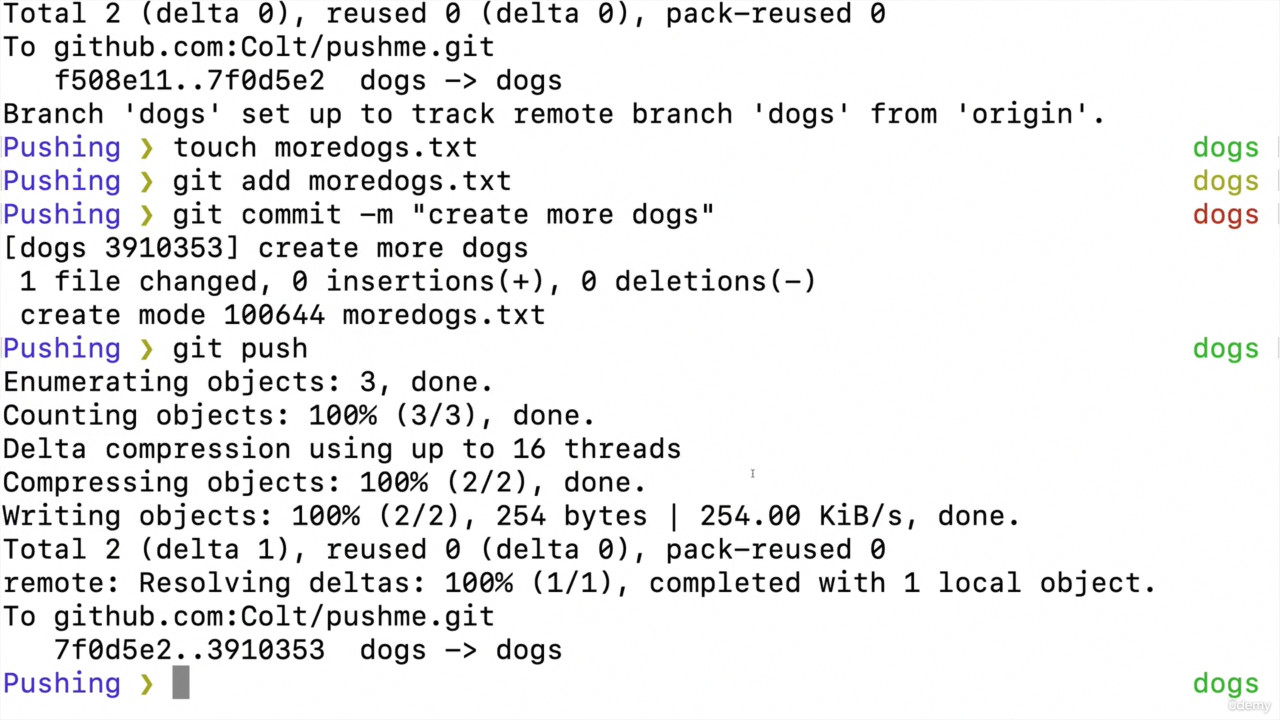 Total 2 (delta 0), reused 0 (delta 0), pack-reused 0
To github.com:Colt/pushme.git
   f508e11..7f0d5e2  dogs -> dogs
Branch 'dogs' set up to track remote branch 'dogs' from 'origin'.
Pushing ❯ touch moredogs.txt dogs
Pushing ❯ git add moredogs.txt dogs
Pushing ❯ git commit -m "create more dogs" dogs
[dogs 3910353] create more dogs
 1 file changed, 0 insertions(+), 0 deletions(-)
 create mode 100644 moredogs.txt
Pushing ❯ git push dogs
Enumerating objects: 3, done.
Counting objects: 100% (3/3), done.
Delta compression using up to 16 threads
Compressing objects: 100% (2/2), done.
Writing objects: 100% (2/2), 254 bytes | 254.00 KiB/s, done.
Total 2 (delta 1), reused 0 (delta 0), pack-reused 0
remote: Resolving deltas: 100% (1/1), completed with 1 local object.
To github.com:Colt/pushme.git
   7f0d5e2..3910353  dogs -> dogs
Pushing ❯ dogs
ûdemy